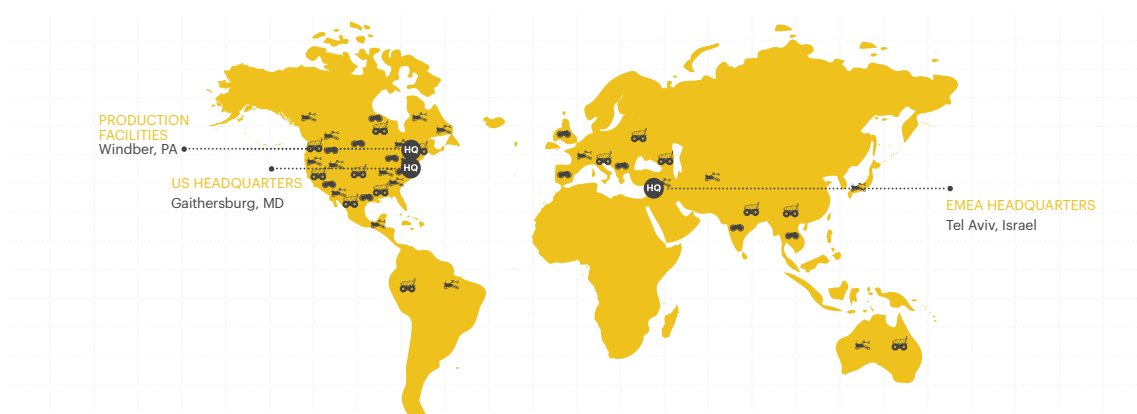 PRODUCTION
FACILITIES
Windber, PA
HQ
HQ
US HEADQUARTERS
Gaithersburg, MD
HQ
EMEA HEADQUARTERS
Tel Aviv, Israel